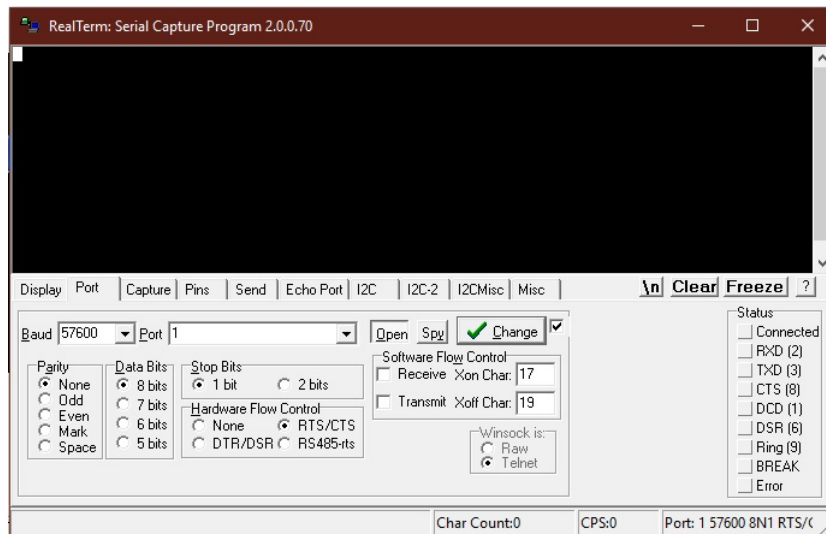 RealTerm: Serial Capture Program 2.0.0.70
Display Port Capture Pins Send Echo Port I2C I2C-2 I2CMisc Misc \n Clear Freeze ?
Baud 57600 Port 1 Open Spy Change
Parity
None
Odd
Even
Mark
Space
Data Bits
8 bits
7 bits
6 bits
5 bits
Stop Bits
1 bit 2 bits
Hardware Flow Control
None RTS/CTS
DTR/DSR RS485-rts
Software Flow Control
Receive Xon Char: 17
Transmit Xoff Char: 19
Winsock is:
Raw
Telnet
Status
Connected
RXD (2)
TXD (3)
CTS (8)
DCD (1)
DSR (6)
Ring (9)
BREAK
Error
Char Count:0 CPS:0 Port: 1 57600 8N1 RTS/C